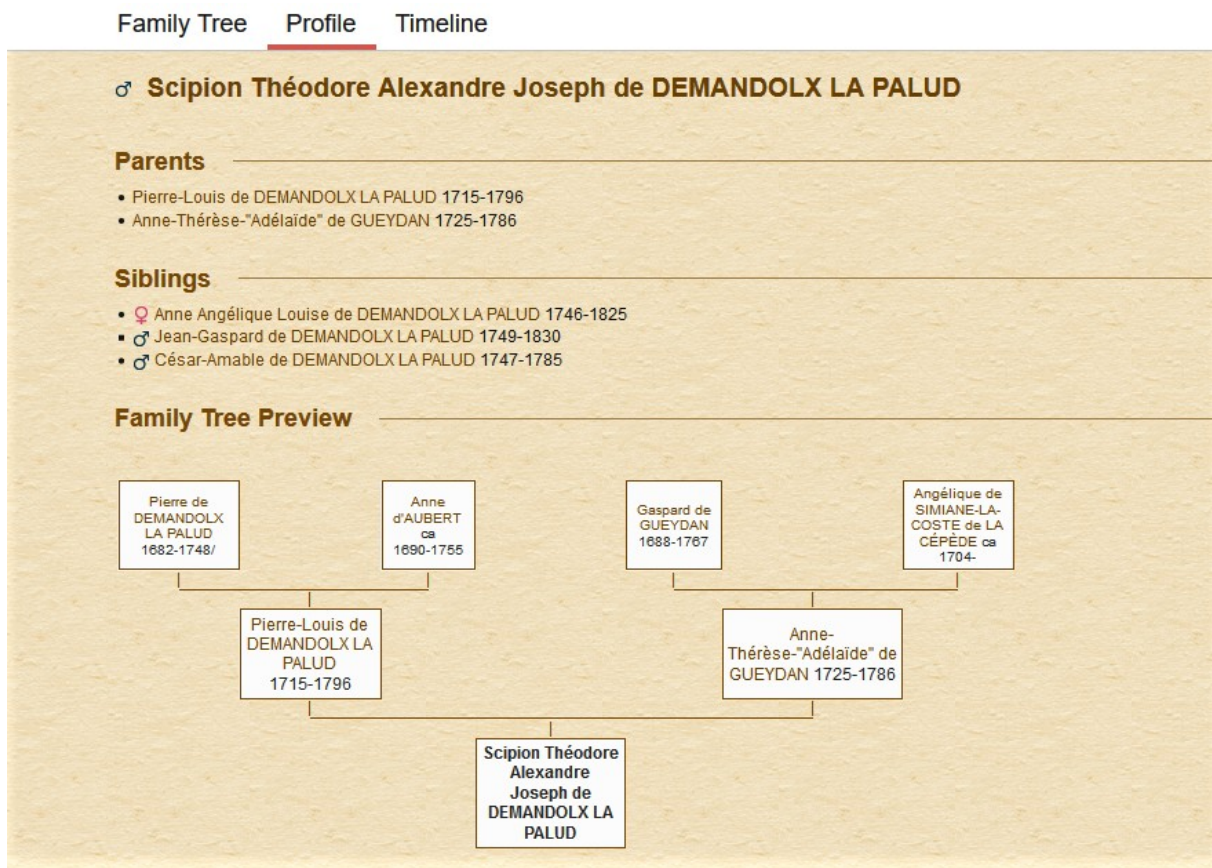 Family Tree Profile Timeline
♂ Scipion Théodore Alexandre Joseph de DEMANDOLX LA PALUD
Parents
• Pierre-Louis de DEMANDOLX LA PALUD 1715-1796
• Anne-Thérèse-"Adélaïde" de GUEYDAN 1725-1786
Siblings
• ♀ Anne Angélique Louise de DEMANDOLX LA PALUD 1746-1825
▪ ♂ Jean-Gaspard de DEMANDOLX LA PALUD 1749-1830
• ♂ César-Amable de DEMANDOLX LA PALUD 1747-1785
Family Tree Preview
Pierre de
DEMANDOLX
LA PALUD
1682-1748/
Anne
d'AUBERT
ca
1690-1755
Gaspard de
GUEYDAN
1688-1767
Angélique de
SIMIANE-LA-
COSTE de LA
CÉPÈDE ca
1704-
Pierre-Louis de
DEMANDOLX LA
PALUD
1715-1796
Anne-
Thérèse-"Adélaïde" de
GUEYDAN 1725-1786
Scipion Théodore
Alexandre
Joseph de
DEMANDOLX LA
PALUD